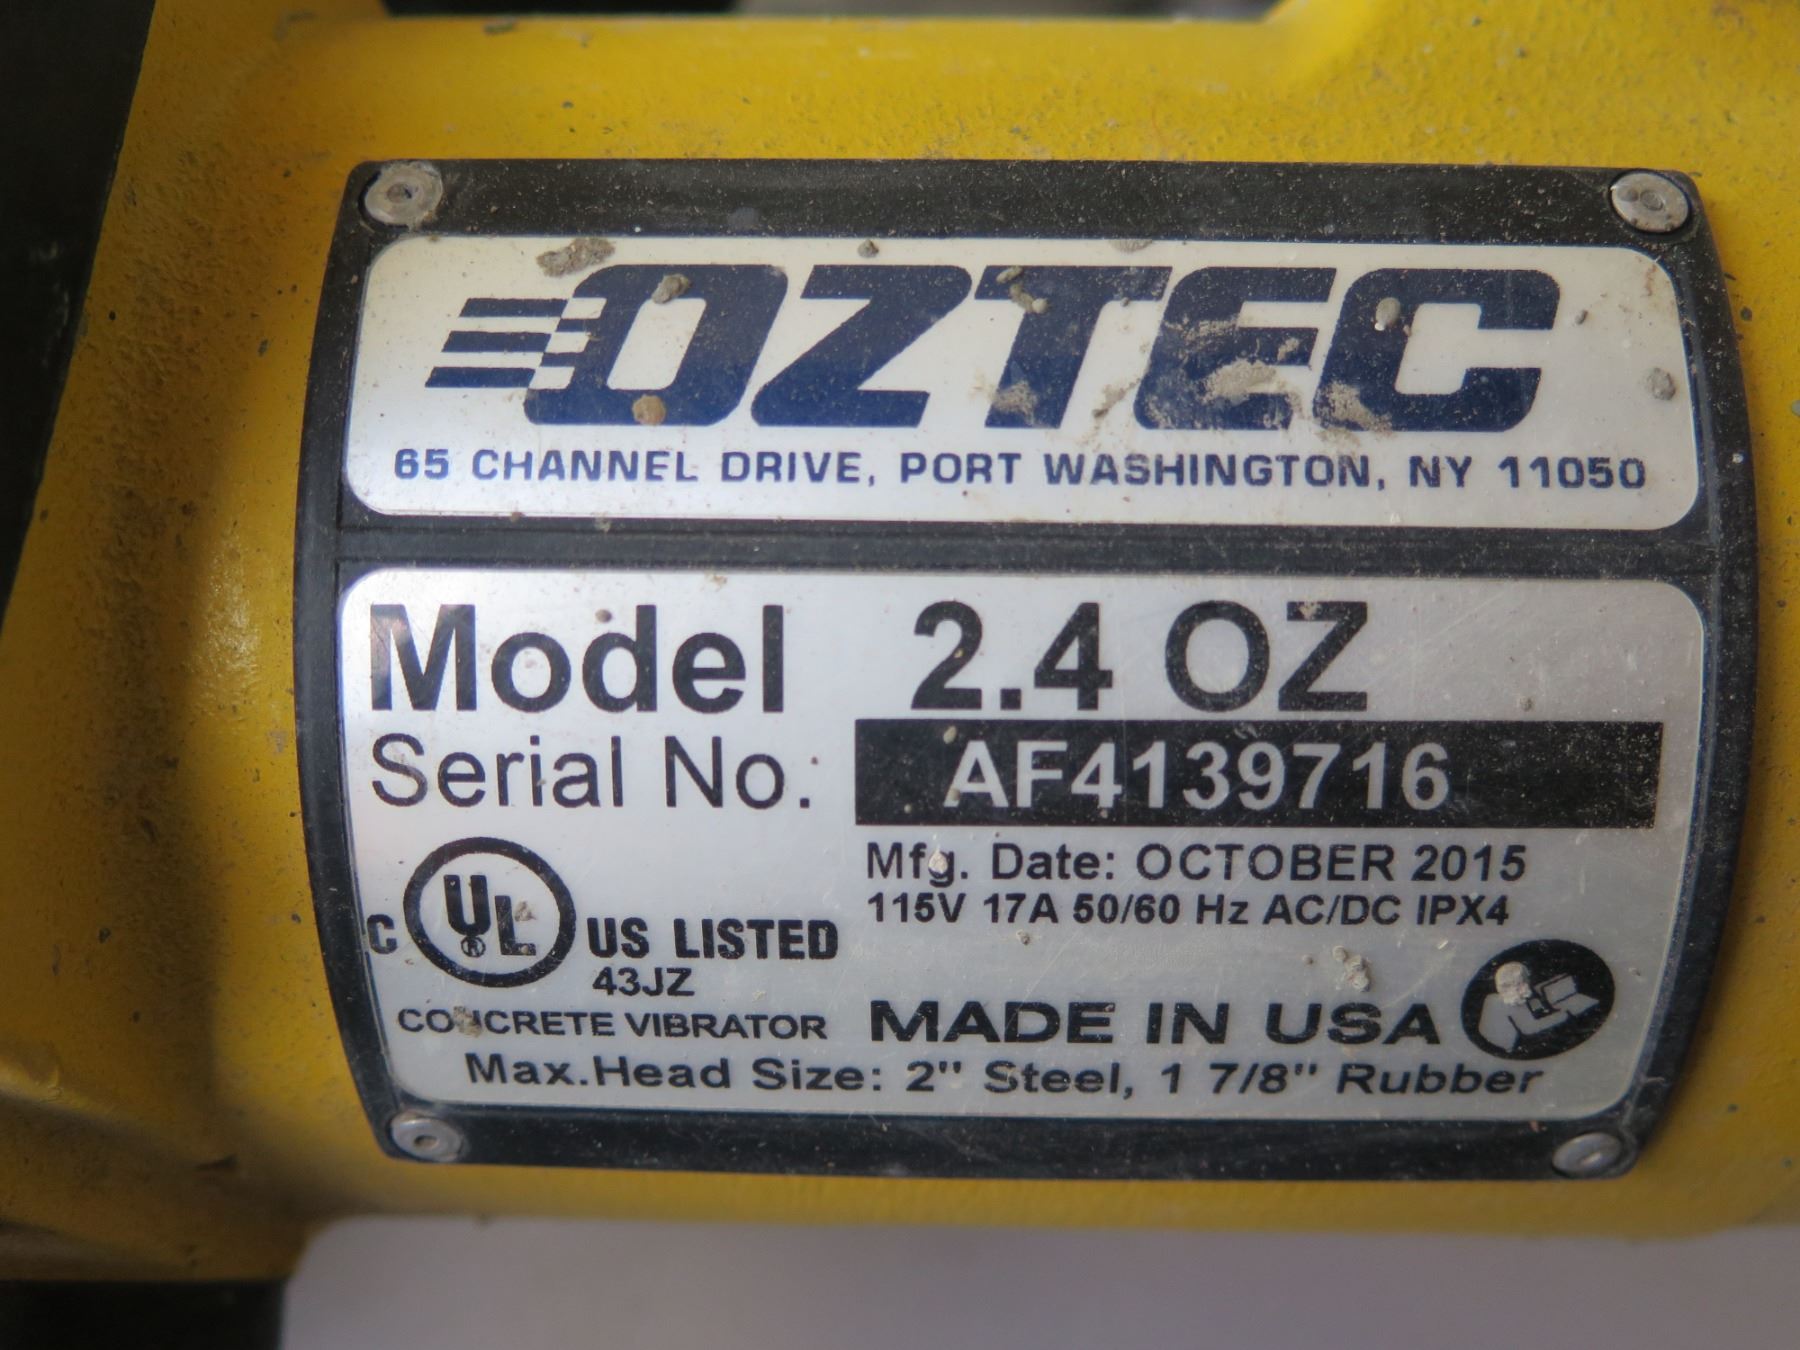 OZTEC
65 CHANNEL DRIVE, PORT WASHINGTON, NY 11050
Model 2.4 OZ
Serial No: AF4139716
Mfg. Date: OCTOBER 2015
115V 17A 50/60 Hz AC/DC IPX4
C UL® US LISTED
43JZ
CONCRETE VIBRATOR MADE IN USA
Max.Head Size: 2" Steel, 1 7/8" Rubber